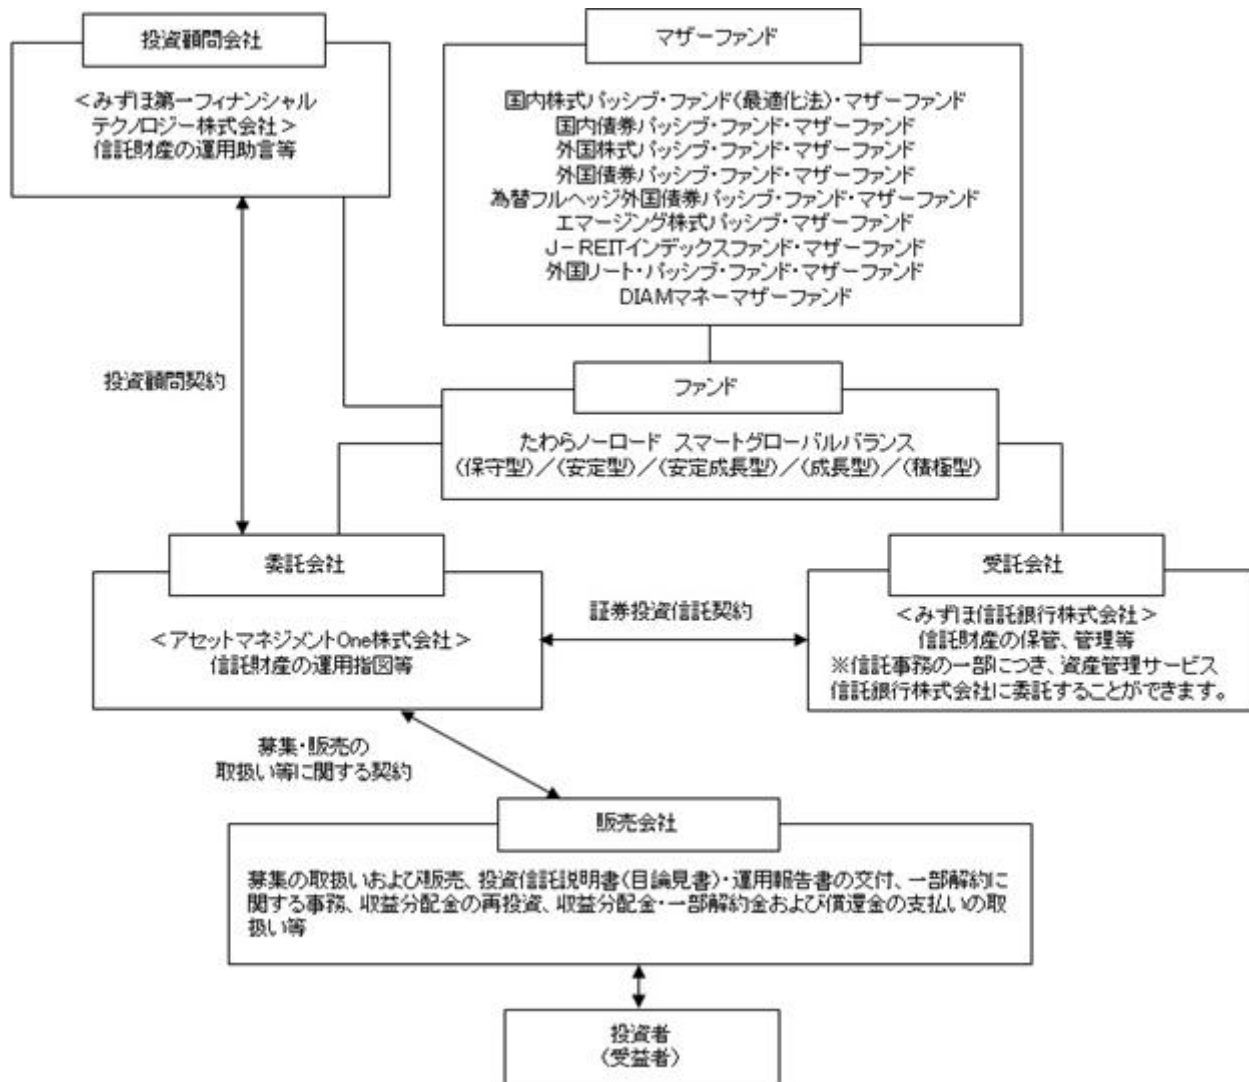 投資顧問会社
＜みずほ第一フィナンシャル
テクノロジー株式会社＞
信託財産の運用助言等
マザーファンド
国内株式パッシブ・ファンド(最適化法)・マザーファンド
国内債券パッシブ・ファンド・マザーファンド
外国株式パッシブ・ファンド・マザーファンド
外国債券パッシブ・ファンド・マザーファンド
為替フルヘッジ外国債券パッシブ・ファンド・マザーファンド
エマージング株式パッシブ・マザーファンド
J－REITインデックスファンド・マザーファンド
外国リート・パッシブ・ファンド・マザーファンド
DIAMマネーマザーファンド
投資顧問契約
ファンド
たわらノーロード スマートグローバルバランス
(保守型)／(安定型)／(安定成長型)／(成長型)／(積極型)
委託会社
＜アセットマネジメントOne株式会社＞
信託財産の運用指図等
証券投資信託契約
受託会社
＜みずほ信託銀行株式会社＞
信託財産の保管、管理等
※信託事務の一部につき、資産管理サービス
信託銀行株式会社に委託することができます。
募集・販売の
取扱い等に関する契約
販売会社
募集の取扱いおよび販売、投資信託説明書(目論見書)・運用報告書の交付、一部解約に
関する事務、収益分配金の再投資、収益分配金・一部解約金および償還金の支払いの取
扱い等
投資者
(受益者)